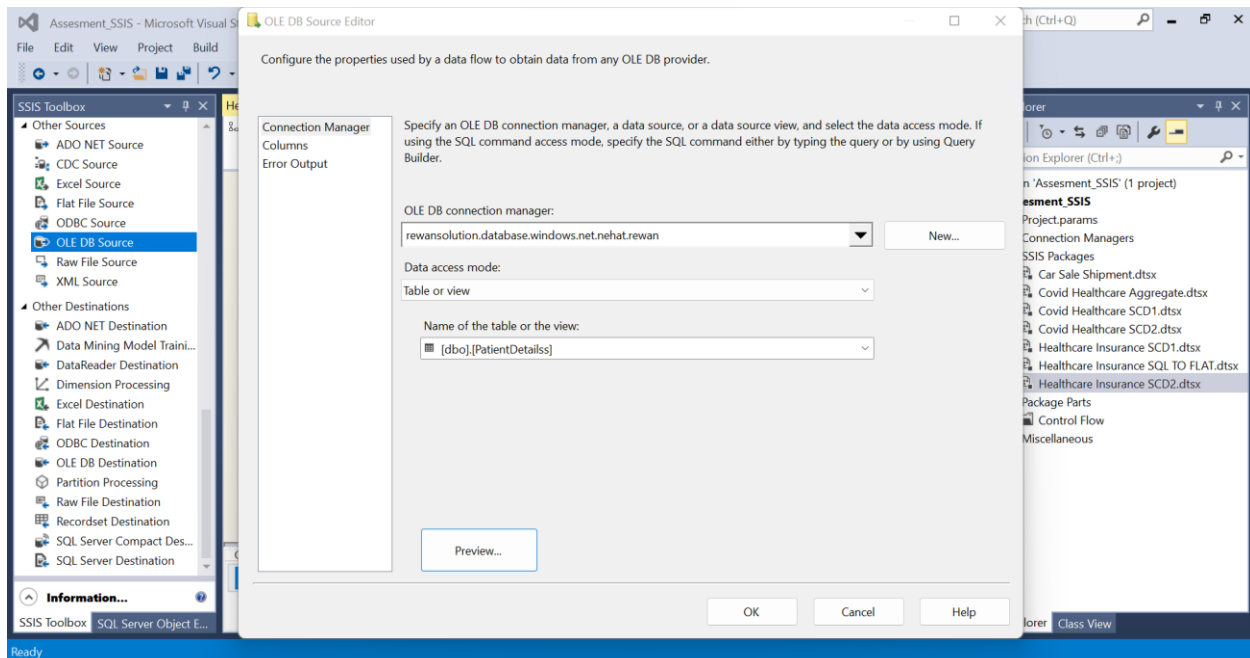 Assesment_SSIS - Microsoft Visual S
File Edit View Project Build
SSIS Toolbox
Other Sources
ADO NET Source
CDC Source
Excel Source
Flat File Source
ODBC Source
OLE DB Source
Raw File Source
XML Source
Other Destinations
ADO NET Destination
Data Mining Model Traini...
DataReader Destination
Dimension Processing
Excel Destination
Flat File Destination
ODBC Destination
OLE DB Destination
Partition Processing
Raw File Destination
Recordset Destination
SQL Server Compact Des...
SQL Server Destination
Information...
SSIS Toolbox SQL Server Object E...
Ready
He
OLE DB Source Editor
Configure the properties used by a data flow to obtain data from any OLE DB provider.
Connection Manager
Columns
Error Output
Specify an OLE DB connection manager, a data source, or a data source view, and select the data access mode. If
using the SQL command access mode, specify the SQL command either by typing the query or by using Query
Builder.
OLE DB connection manager:
rewansolution.database.windows.net.nehat.rewan
New...
Data access mode:
Table or view
Name of the table or the view:
[dbo].[PatientDetailss]
Preview...
OK Cancel Help
ch (Ctrl+Q)
lorer
ion Explorer (Ctrl+;)
n 'Assesment_SSIS' (1 project)
esment_SSIS
Project.params
Connection Managers
SSIS Packages
Car Sale Shipment.dtsx
Covid Healthcare Aggregate.dtsx
Covid Healthcare SCD1.dtsx
Covid Healthcare SCD2.dtsx
Healthcare Insurance SCD1.dtsx
Healthcare Insurance SQL TO FLAT.dtsx
Healthcare Insurance SCD2.dtsx
Package Parts
Control Flow
Miscellaneous
lorer Class View